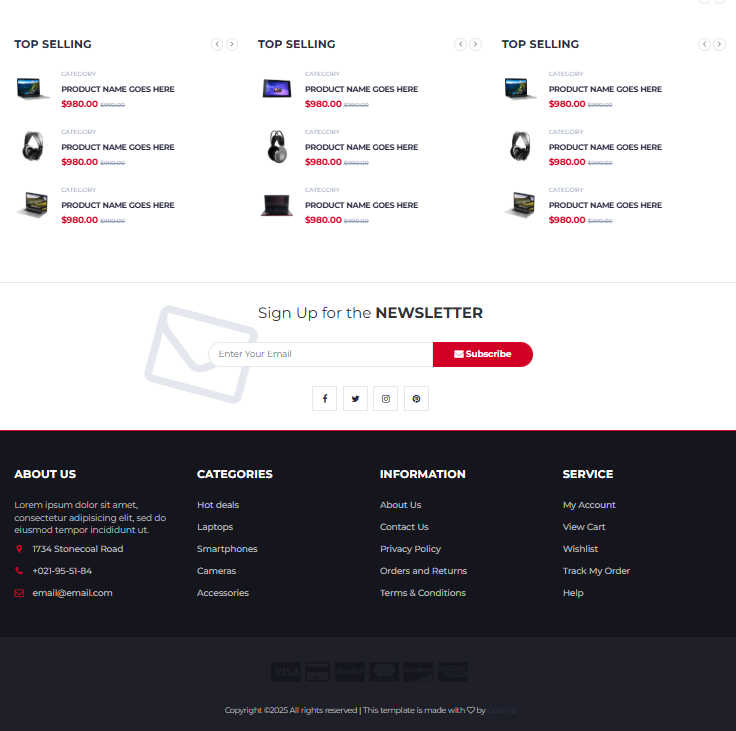 TOP SELLING
CATEGORY
PRODUCT NAME GOES HERE
$980.00 $990.00
CATEGORY
PRODUCT NAME GOES HERE
$980.00 $990.00
CATEGORY
PRODUCT NAME GOES HERE
$980.00 $990.00
TOP SELLING
CATEGORY
PRODUCT NAME GOES HERE
$980.00 $990.00
CATEGORY
PRODUCT NAME GOES HERE
$980.00 $990.00
CATEGORY
PRODUCT NAME GOES HERE
$980.00 $990.00
TOP SELLING
CATEGORY
PRODUCT NAME GOES HERE
$980.00 $990.00
CATEGORY
PRODUCT NAME GOES HERE
$980.00 $990.00
CATEGORY
PRODUCT NAME GOES HERE
$980.00 $990.00
Sign Up for the NEWSLETTER
Enter Your Email
Subscribe
ABOUT US
Lorem ipsum dolor sit amet,
consectetur adipisicing elit, sed do
eiusmod tempor incididunt ut.
1734 Stonecoal Road
+021-95-51-84
email@email.com
CATEGORIES
Hot deals
Laptops
Smartphones
Cameras
Accessories
INFORMATION
About Us
Contact Us
Privacy Policy
Orders and Returns
Terms & Conditions
SERVICE
My Account
View Cart
Wishlist
Track My Order
Help
VISA
PayPal
Copyright ©2025 All rights reserved | This template is made with ♡ by Colorlib